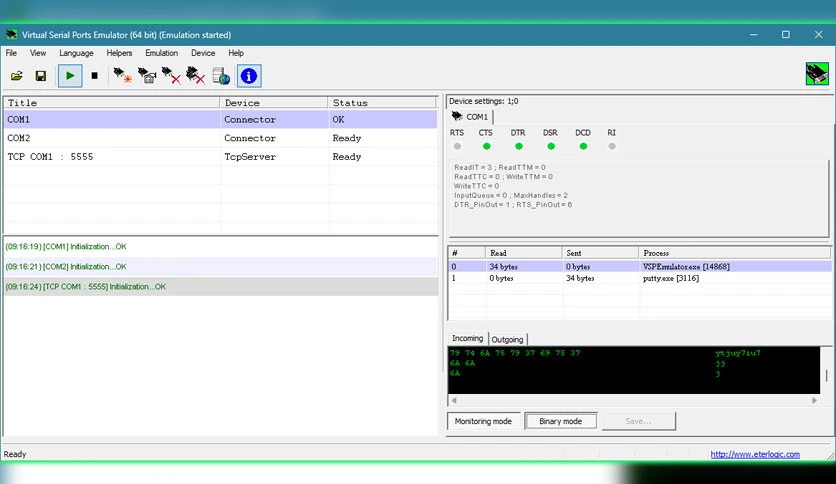 Virtual Serial Ports Emulator (64 bit) (Emulation started)
File View Language Helpers Emulation Device Help
Title Device Status
COM1 Connector OK
COM2 Connector Ready
TCP COM1 : 5555 TcpServer Ready
(09:16:19) [COM1] Initialization...OK
(09:16:21) [COM2] Initialization...OK
(09:16:24) [TCP COM1 : 5555] Initialization...OK
Device settings: 1;0
COM1
RTS CTS DTR DSR DCD RI
ReadIT = 3 ; ReadTTM = 0
ReadTTC = 0 ; WriteTTM = 0
WriteTTC = 0
InputQueue = 0 ; MaxHandles = 2
DTR_PinOut = 1 ; RTS_PinOut = 6
# Read Sent Process
0 34 bytes 0 bytes VSPEmulator.exe [14868]
1 0 bytes 34 bytes putty.exe [3116]
Incoming Outgoing
79 74 6A 75 79 37 69 75 37 ytjuy7iu7
6A 6A jj
6A j
Monitoring mode Binary mode Save...
Ready http://www.eterlogic.com